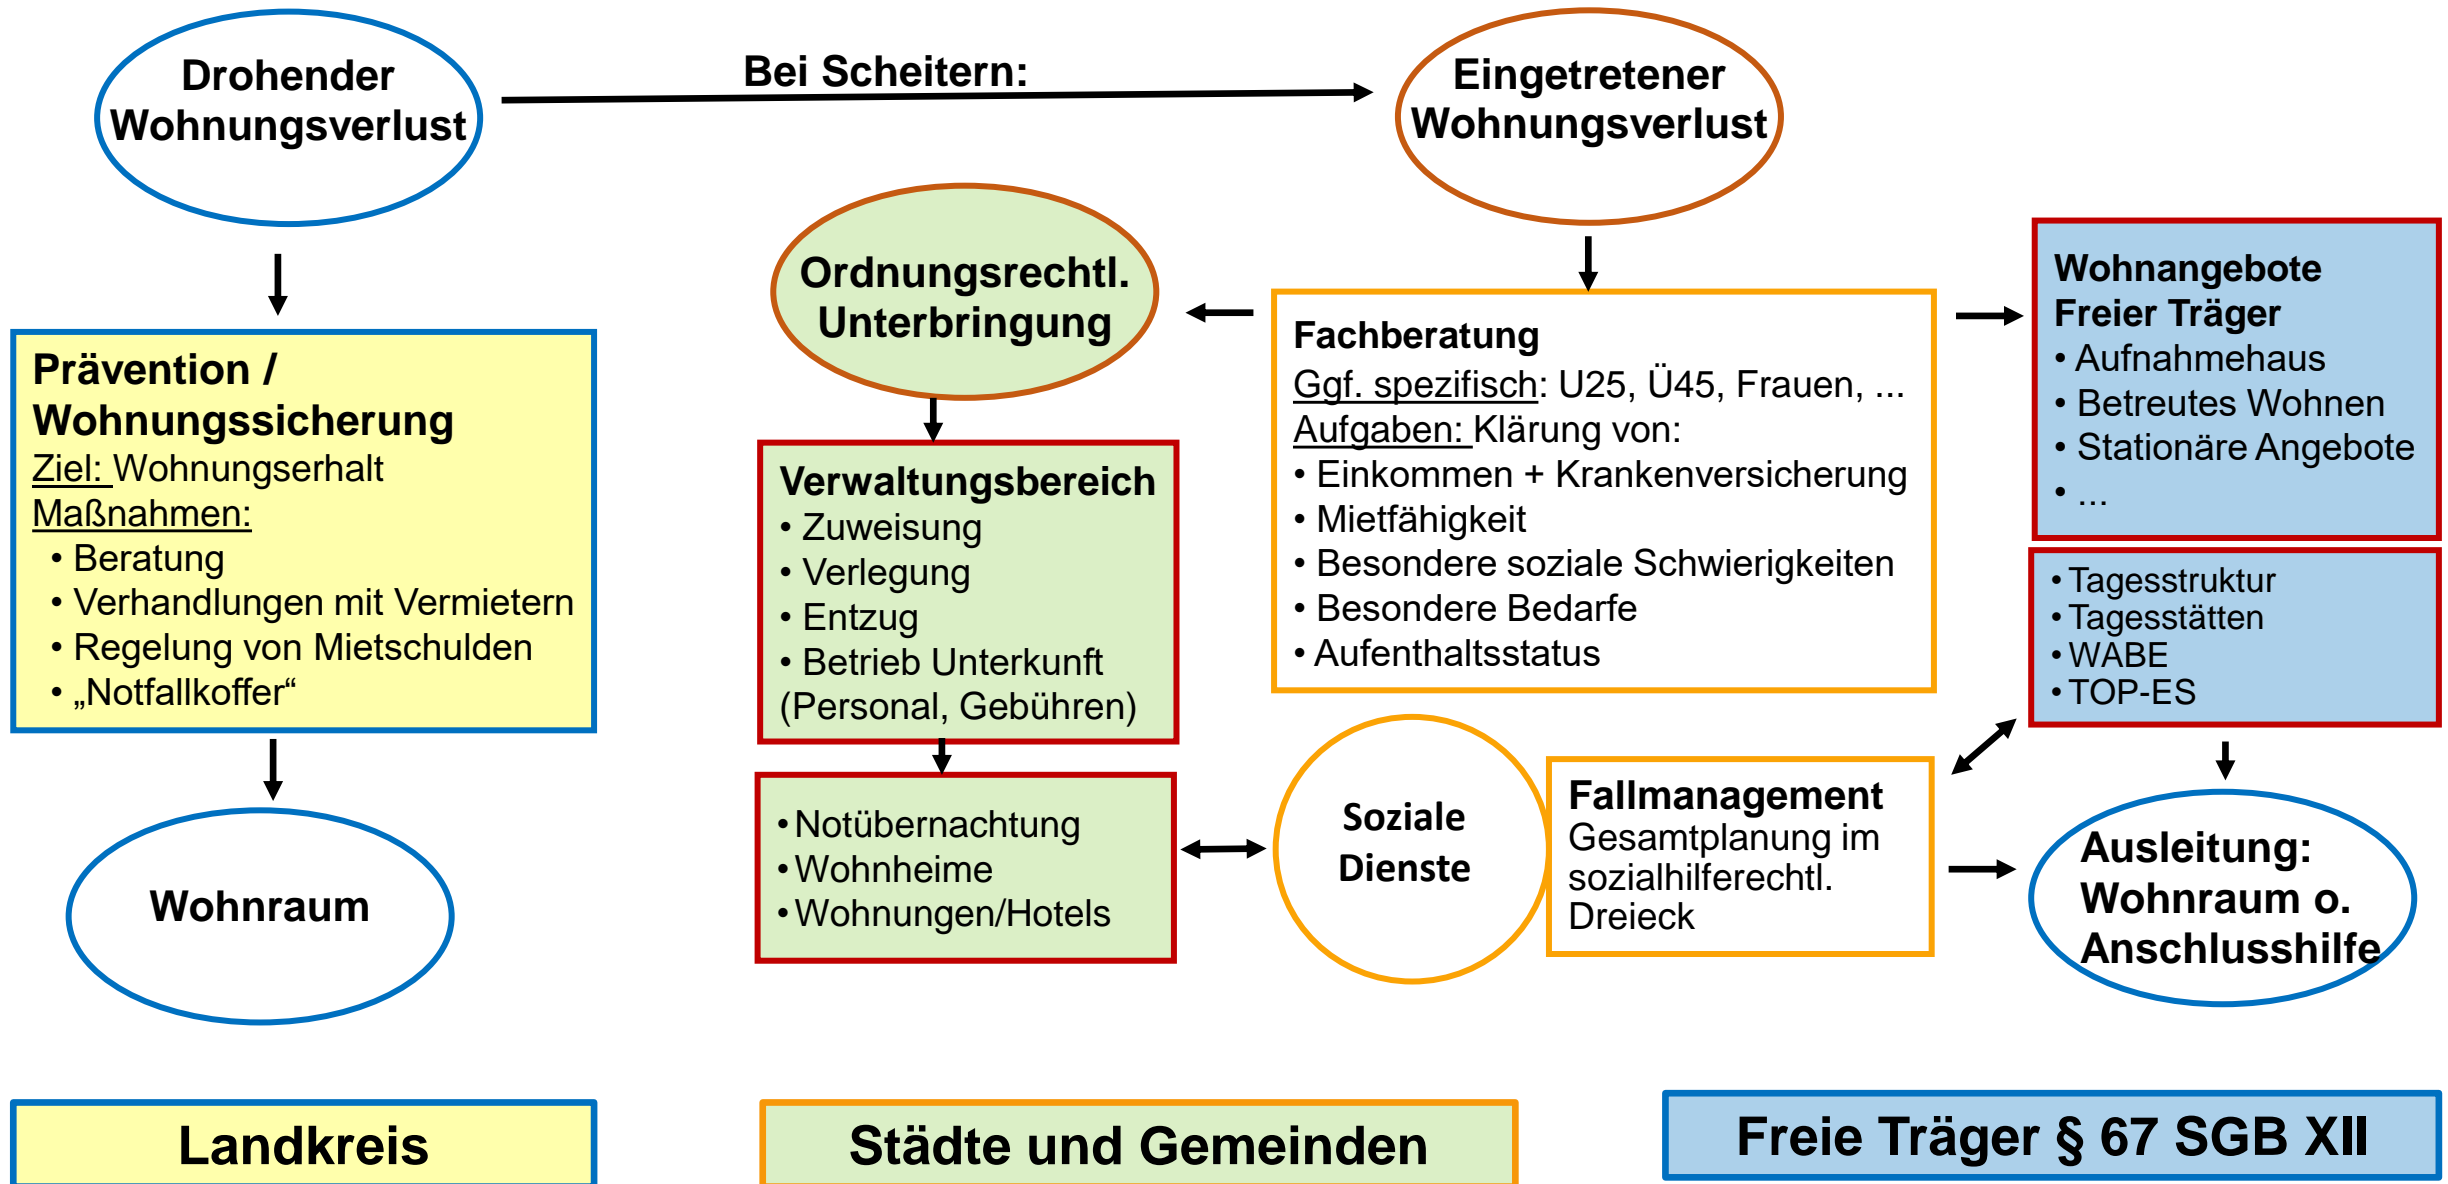 Drohender
Wohnungsverlust
Bei Scheitern:
Eingetretener
Wohnungsverlust
Prävention /
Wohnungssicherung
Ziel: Wohnungserhalt
Maßnahmen:
• Beratung
• Verhandlungen mit Vermietern
• Regelung von Mietschulden
• „Notfallkoffer“
Wohnraum
Ordnungsrechtl.
Unterbringung
Verwaltungsbereich
• Zuweisung
• Verlegung
• Entzug
• Betrieb Unterkunft
(Personal, Gebühren)
• Notübernachtung
• Wohnheime
• Wohnungen/Hotels
Fachberatung
Ggf. spezifisch: U25, Ü45, Frauen, ...
Aufgaben: Klärung von:
• Einkommen + Krankenversicherung
• Mietfähigkeit
• Besondere soziale Schwierigkeiten
• Besondere Bedarfe
• Aufenthaltsstatus
Soziale
Dienste
Fallmanagement
Gesamtplanung im
sozialhilferechtl.
Dreieck
Wohnangebote
Freier Träger
• Aufnahmehaus
• Betreutes Wohnen
• Stationäre Angebote
• ...
• Tagesstruktur
• Tagesstätten
• WABE
• TOP-ES
Ausleitung:
Wohnraum o.
Anschlusshilfe
Landkreis
Städte und Gemeinden
Freie Träger § 67 SGB XII